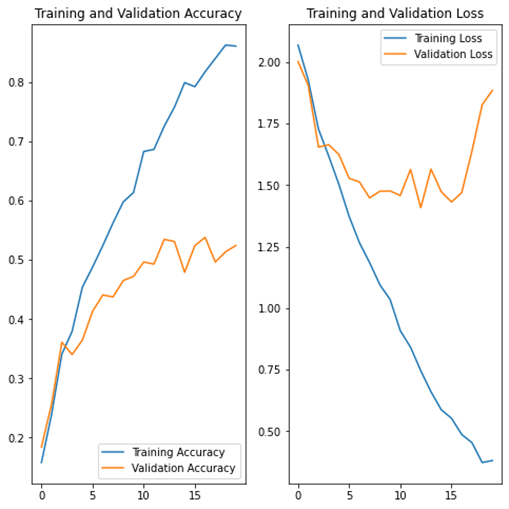 Training and Validation Accuracy
0.8
0.7
0.6
0.5
0.4
0.3
0.2
Training Accuracy
Validation Accuracy
0 5 10 15
Training and Validation Loss
Training Loss
Validation Loss
2.00
1.75
1.50
1.25
1.00
0.75
0.50
0 5 10 15